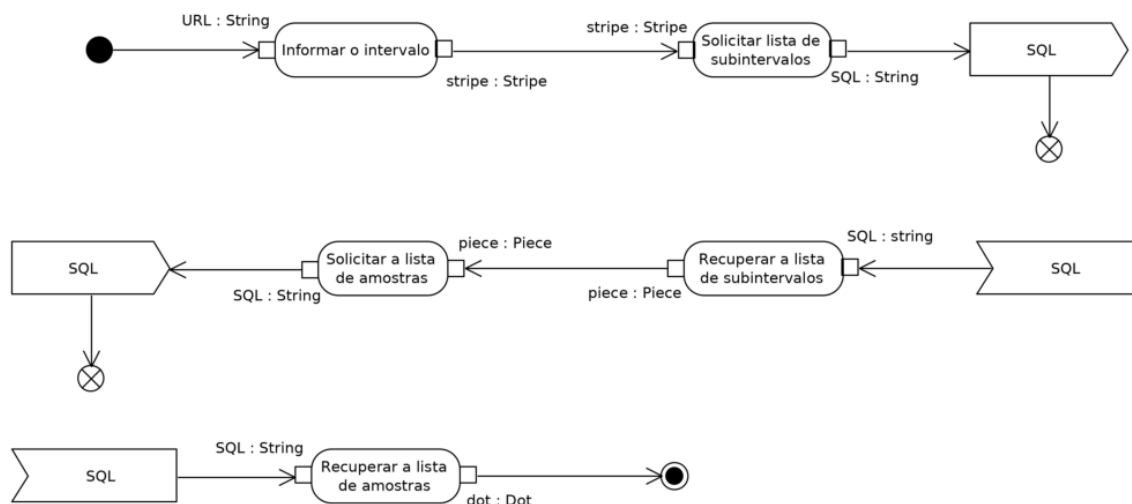 URL : String
Informar o intervalo
stripe : Stripe
stripe : Stripe
Solicitar lista de
subintervalos
SQL : String
SQL
SQL
Solicitar a lista
de amostras
SQL : String
piece : Piece
piece : Piece
Recuperar a lista
de subintervalos
SQL : string
SQL
SQL
SQL : String
Recuperar a lista
de amostras
dot : Dot